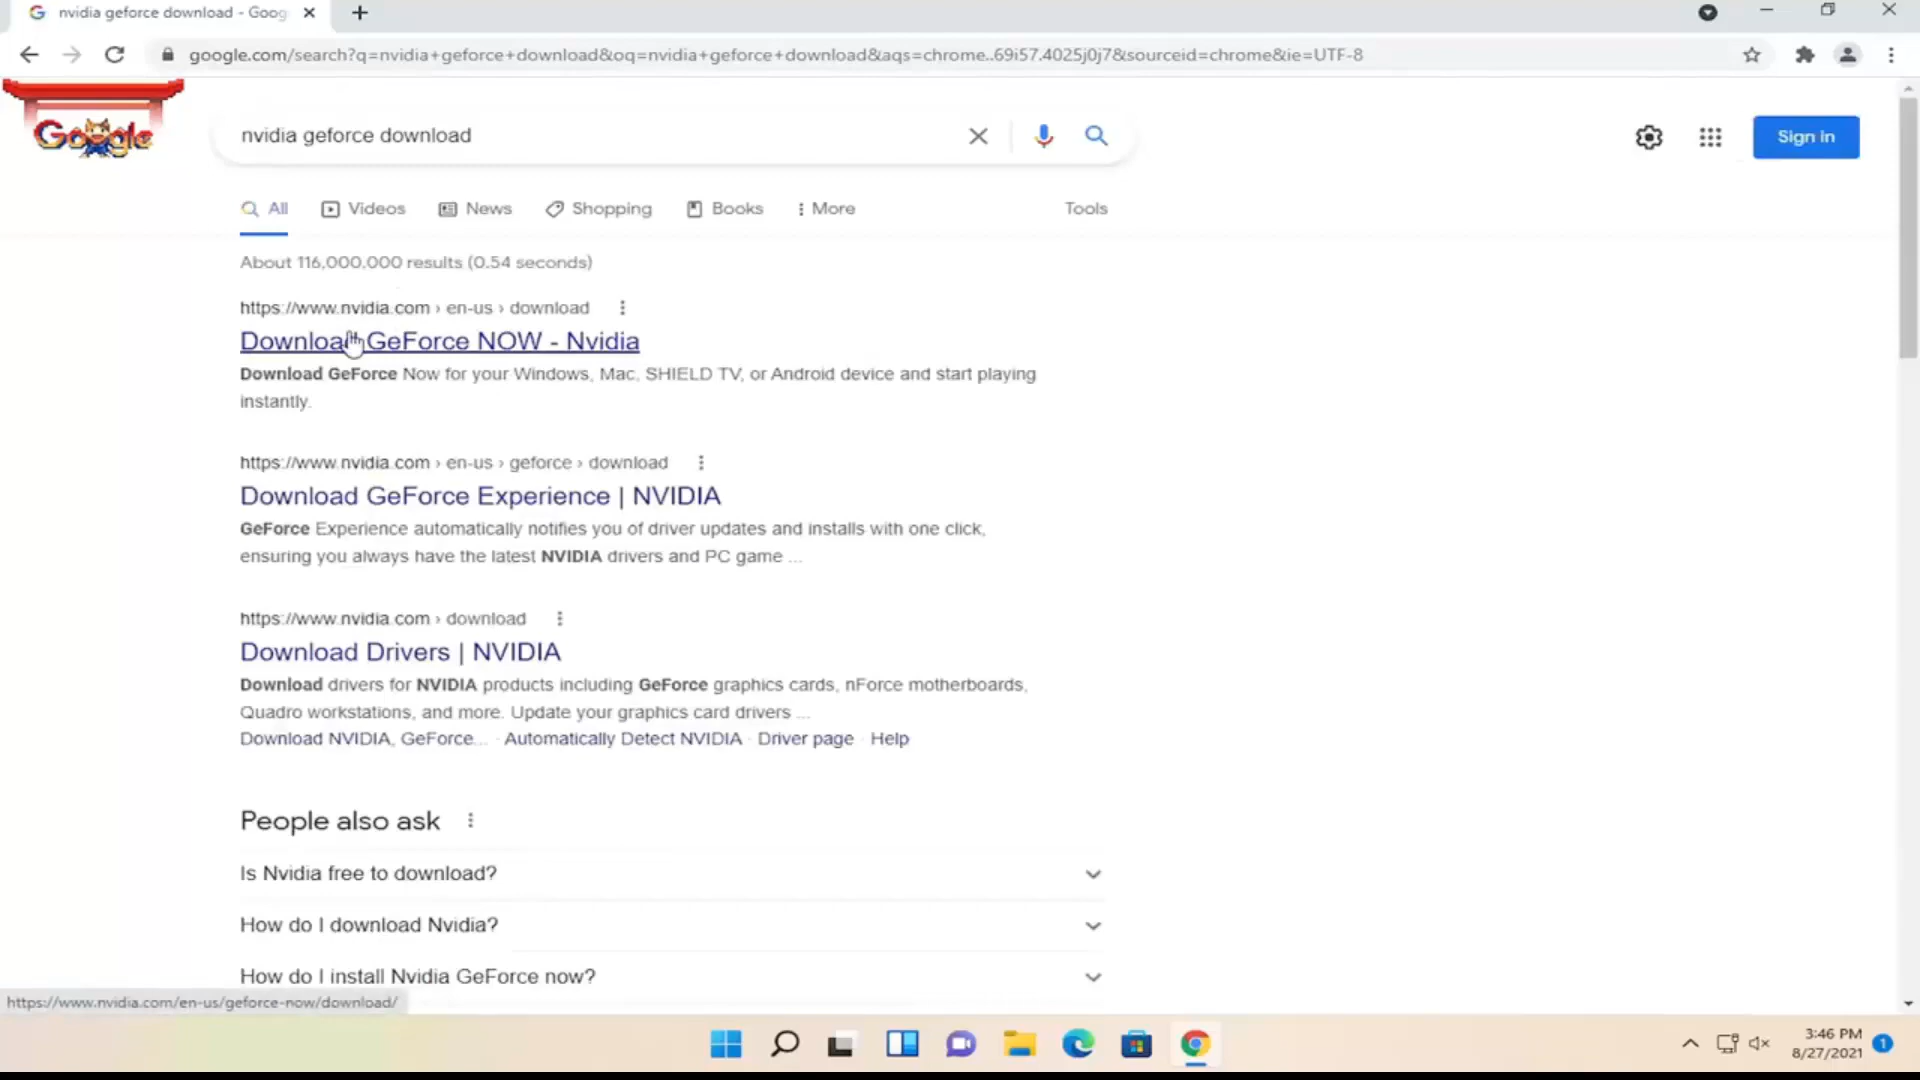 nvidia geforce download - Goog
google.com/search?q=nvidia+geforce+download&oq=nvidia+geforce+download&aqs=chrome..69i57.4025j0j7&sourceid=chrome&ie=UTF-8
Google
nvidia geforce download
Sign in
All Videos News Shopping Books More Tools
About 116,000,000 results (0.54 seconds)
https://www.nvidia.com › en-us › download
Download GeForce NOW - Nvidia
Download GeForce Now for your Windows, Mac, SHIELD TV, or Android device and start playing
instantly.
https://www.nvidia.com › en-us › geforce › download
Download GeForce Experience | NVIDIA
GeForce Experience automatically notifies you of driver updates and installs with one click,
ensuring you always have the latest NVIDIA drivers and PC game ...
https://www.nvidia.com › download
Download Drivers | NVIDIA
Download drivers for NVIDIA products including GeForce graphics cards, nForce motherboards,
Quadro workstations, and more. Update your graphics card drivers ...
Download NVIDIA, GeForce... · Automatically Detect NVIDIA · Driver page · Help
People also ask
Is Nvidia free to download?
How do I download Nvidia?
How do I install Nvidia GeForce now?
https://www.nvidia.com/en-us/geforce-now/download/
3:46 PM
8/27/2021
1